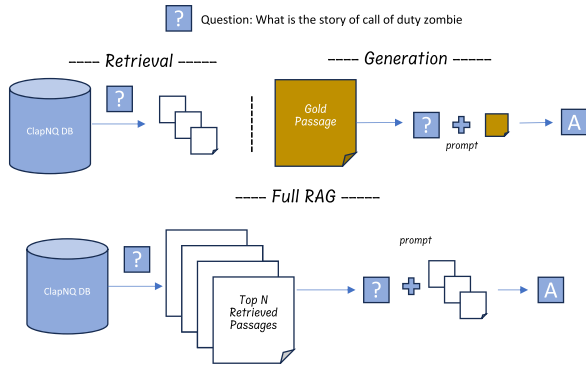 ? Question: What is the story of call of duty zombie
---- Retrieval -----
---- Generation -----
?
ClapNQ DB
Gold
Passage
? + A
prompt
---- Full RAG -----
prompt
?
ClapNQ DB
Top N
Retrieved
Passages
? + A